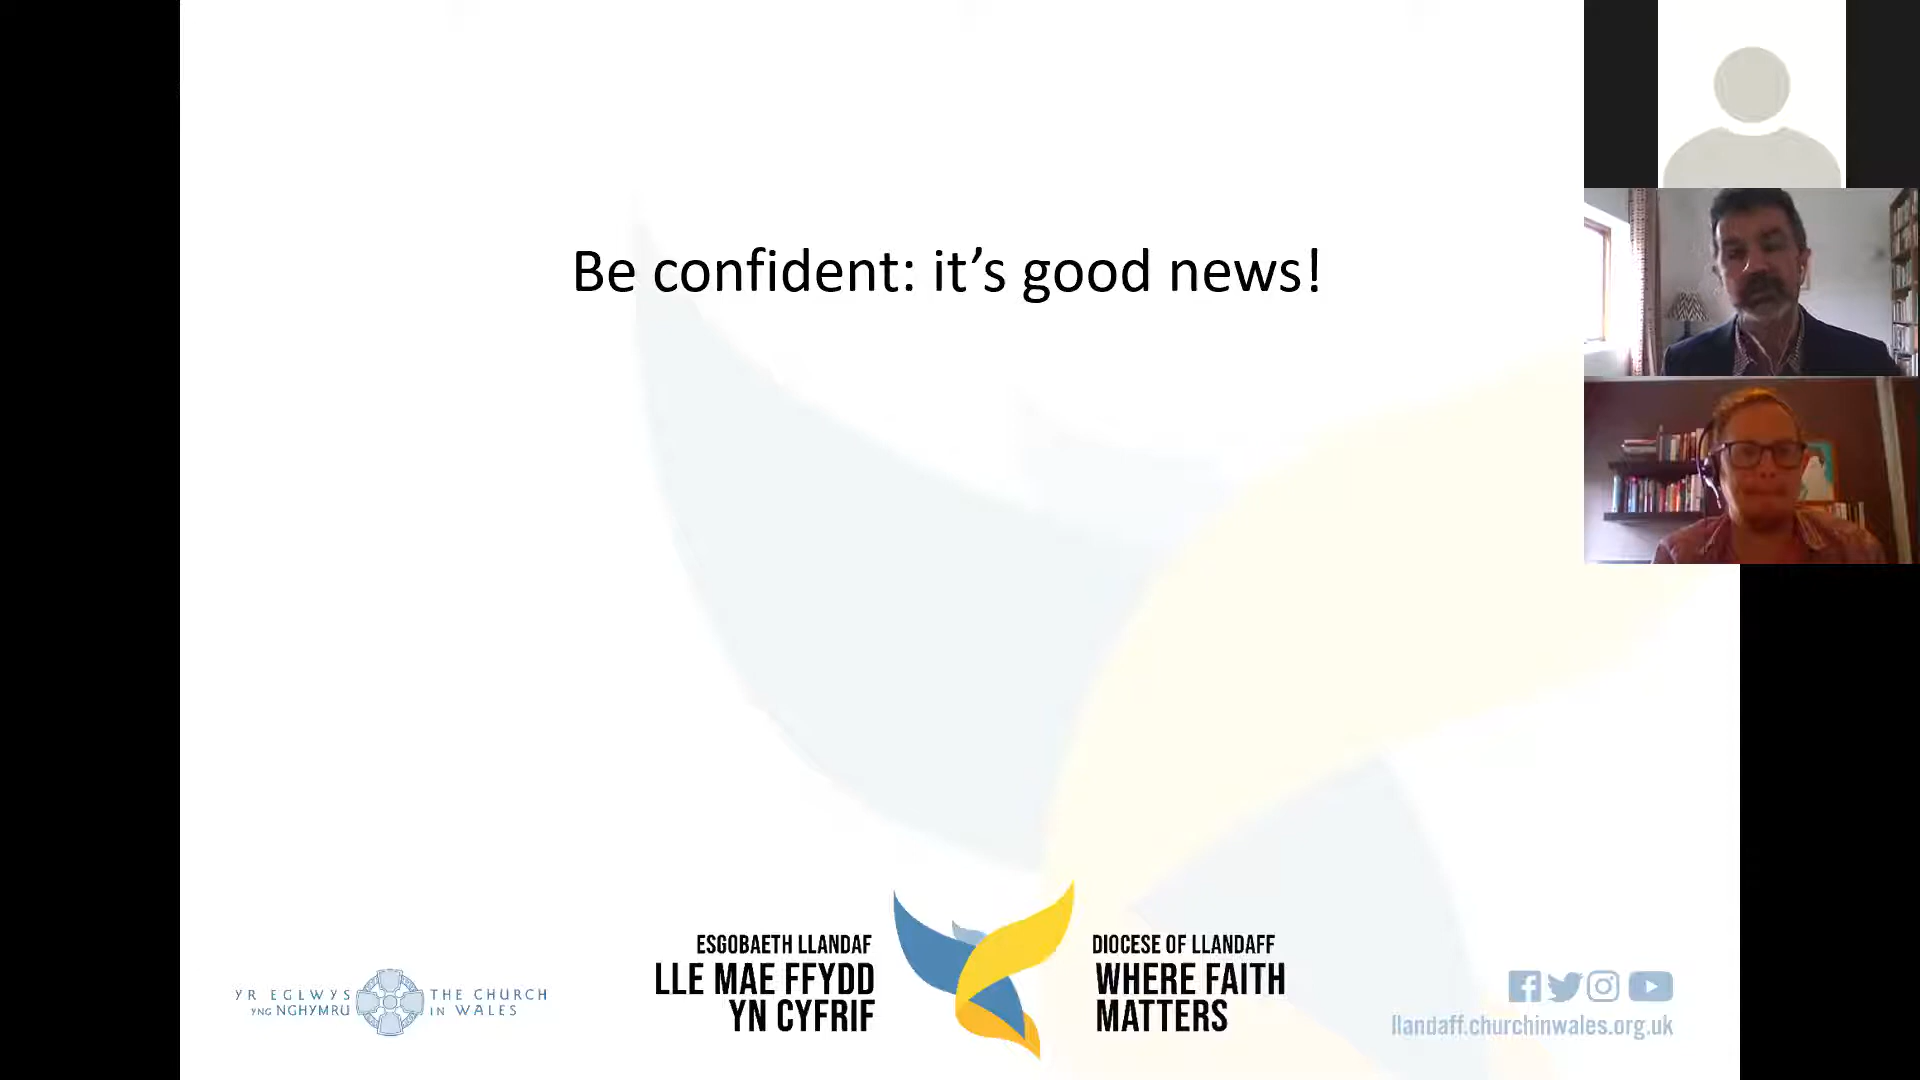 Be confident: it’s good news!
YR EGLWYS
YNG NGHYMRU
THE CHURCH
IN WALES
ESGOBAETH LLANDAF
LLE MAE FFYDD
YN CYFRIF
DIOCESE OF LLANDAFF
WHERE FAITH
MATTERS
llandaff.churchinwales.org.uk